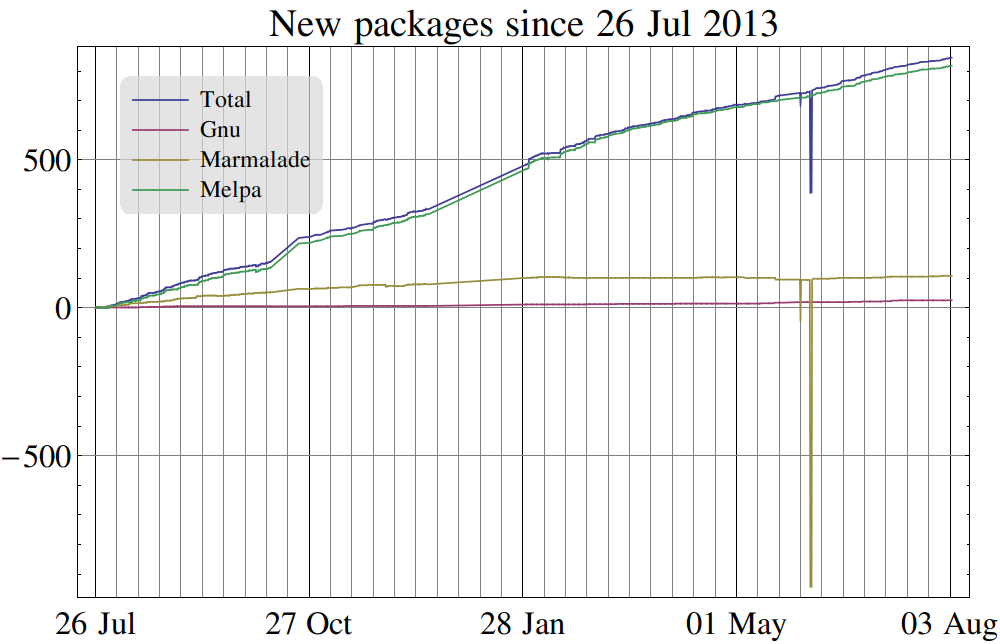 New packages since 26 Jul 2013
Total
Gnu
Marmalade
Melpa
500
0
−500
26 Jul 27 Oct 28 Jan 01 May 03 Aug